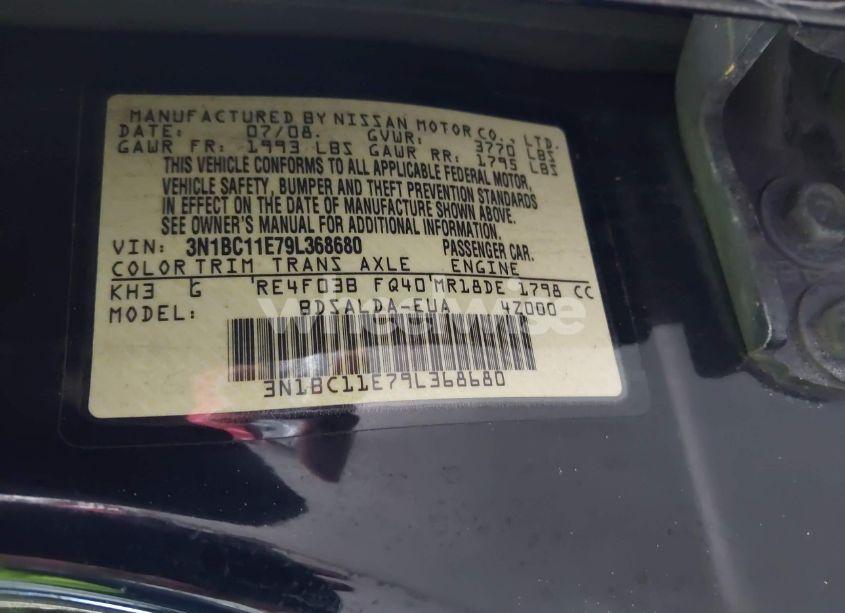 MANUFACTURED BY NISSAN MOTOR CO., LTD.
DATE: 07/08. GVWR: 3770 LBS
GAWR FR: 1993 LBS GAWR RR: 1795 LBS
THIS VEHICLE CONFORMS TO ALL APPLICABLE FEDERAL MOTOR
VEHICLE SAFETY, BUMPER AND THEFT PREVENTION STANDARDS
IN EFFECT ON THE DATE OF MANUFACTURE SHOWN ABOVE.
SEE OWNER'S MANUAL FOR ADDITIONAL INFORMATION.
VIN: 3N1BC11E79L368680 PASSENGER CAR.
COLOR TRIM TRANS AXLE ENGINE
KH3 G RE4F03B FQ40 MR18DE 1798 CC
MODEL: BDSALDA-EUA 4Z000
wheelwise
3N1BC11E79L368680